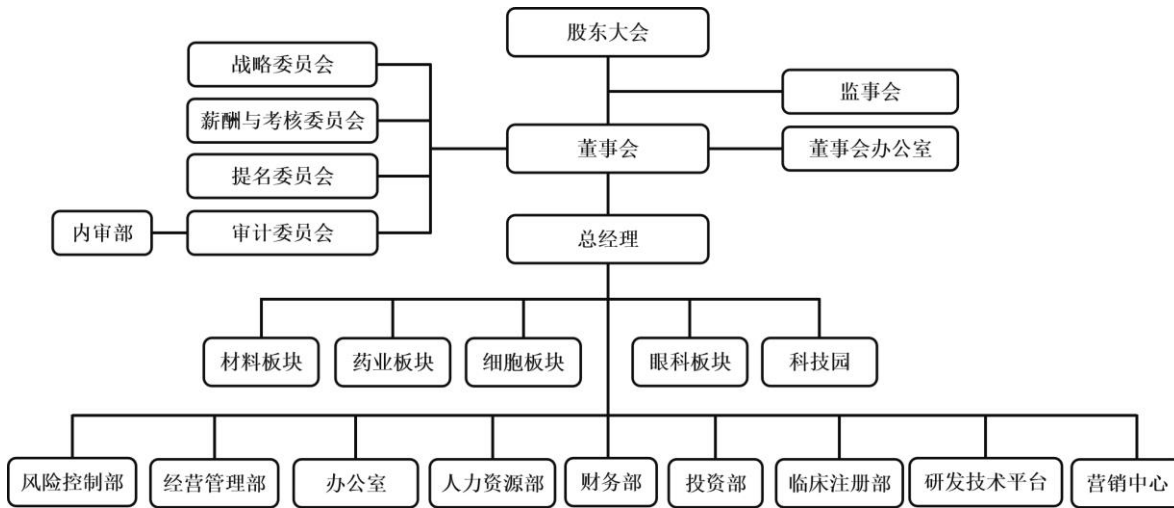 股东大会
战略委员会
监事会
薪酬与考核委员会
董事会
董事会办公室
提名委员会
内审部
审计委员会
总经理
材料板块
药业板块
细胞板块
眼科板块
科技园
风险控制部
经营管理部
办公室
人力资源部
财务部
投资部
临床注册部
研发技术平台
营销中心